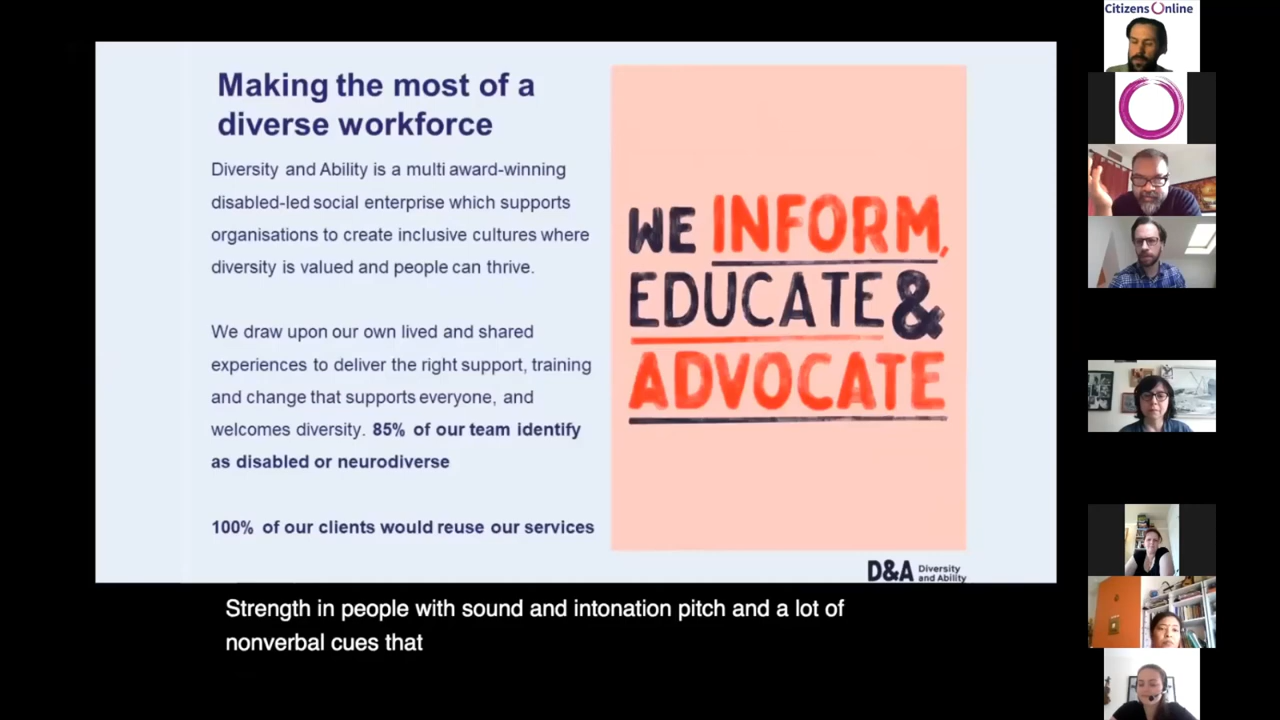 Citizens Online
Making the most of a
diverse workforce
Diversity and Ability is a multi award-winning
disabled-led social enterprise which supports
organisations to create inclusive cultures where
diversity is valued and people can thrive.
We draw upon our own lived and shared
experiences to deliver the right support, training
and change that supports everyone, and
welcomes diversity. 85% of our team identify
as disabled or neurodiverse
100% of our clients would reuse our services
WE INFORM,
EDUCATE &
ADVOCATE
D&A Diversity
and Ability
Strength in people with sound and intonation pitch and a lot of
nonverbal cues that